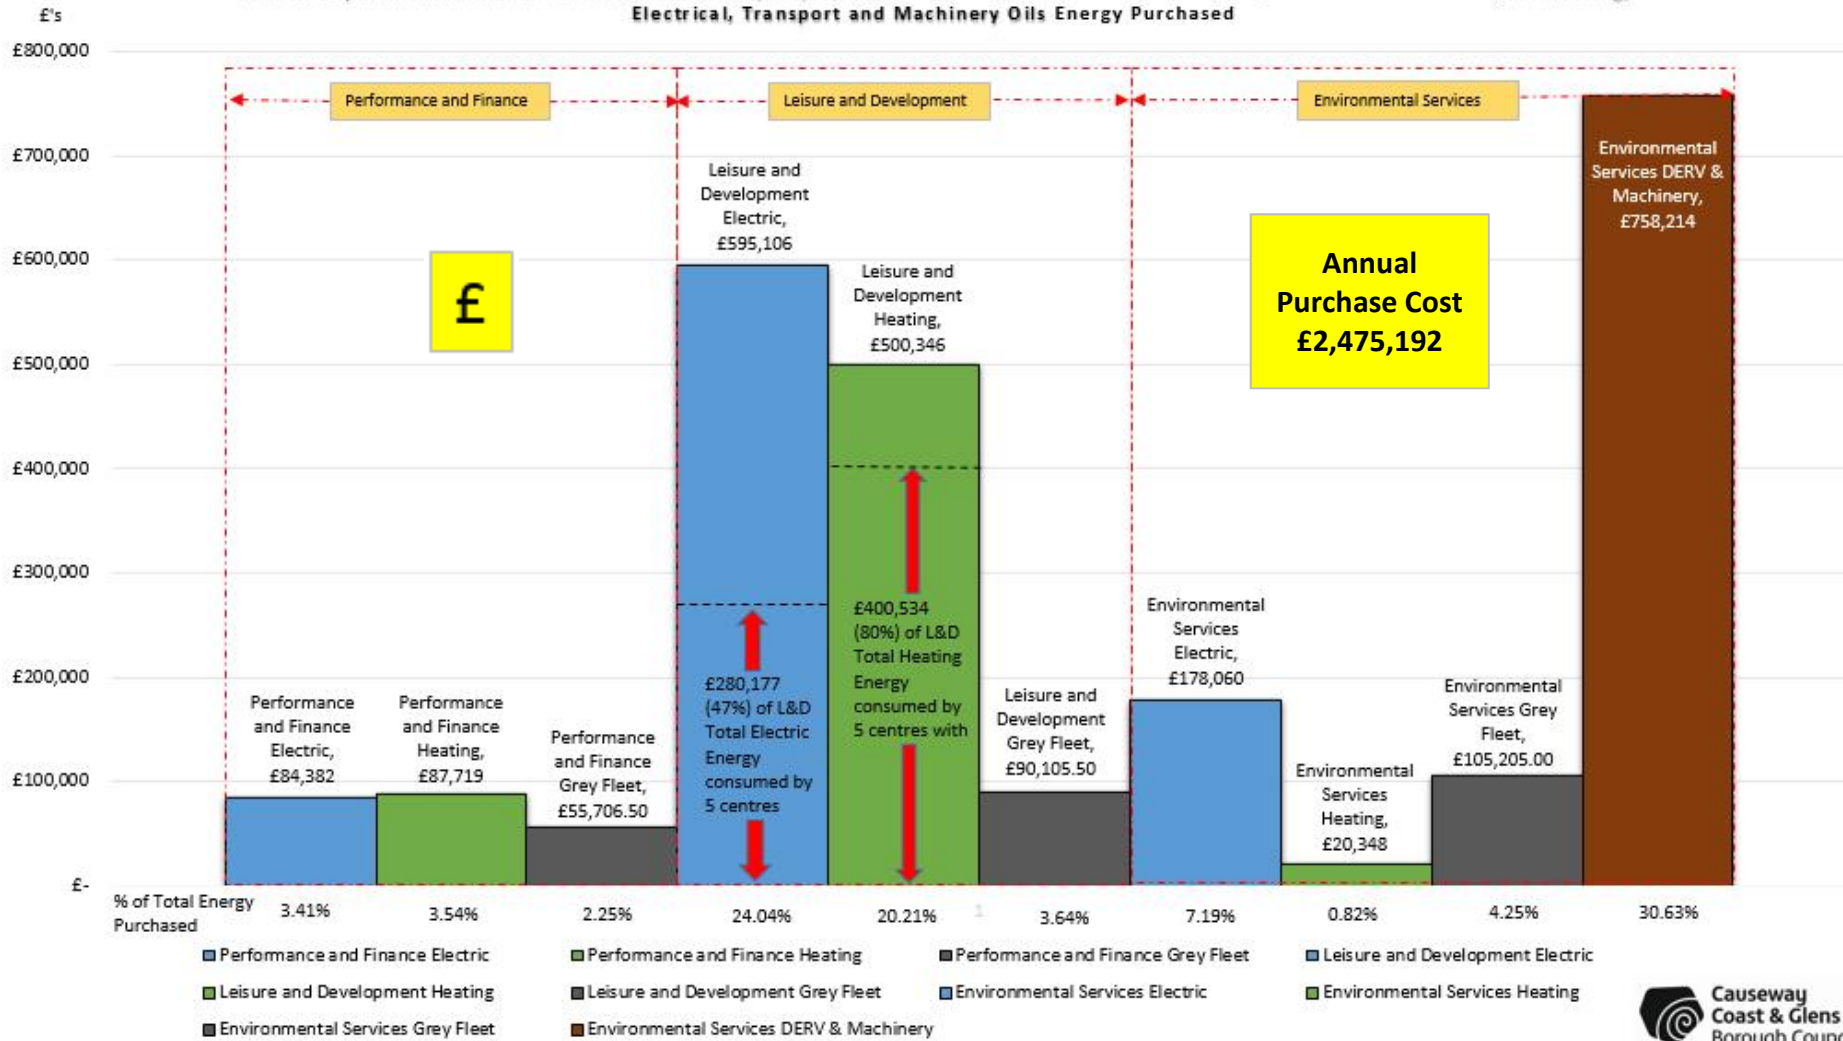 Electrical, Transport and Machinery Oils Energy Purchased
£'s
£800,000
£700,000
£600,000
£500,000
£400,000
£300,000
£200,000
£100,000
£-
Performance and Finance
Leisure and Development
Environmental Services
£
Annual
Purchase Cost
£2,475,192
Performance
and Finance
Electric,
£84,382
Performance
and Finance
Heating,
£87,719
Performance
and Finance
Grey Fleet,
£55,706.50
Leisure and
Development
Electric,
£595,106
£280,177
(47%) of L&D
Total Electric
Energy
consumed by
5 centres
Leisure and
Development
Heating,
£500,346
£400,534
(80%) of L&D
Total Heating
Energy
consumed by
5 centres with
Leisure and
Development
Grey Fleet,
£90,105.50
Environmental
Services
Electric,
£178,060
Environmental
Services
Heating,
£20,348
Environmental
Services Grey
Fleet,
£105,205.00
Environmental
Services DERV &
Machinery,
£758,214
% of Total Energy
Purchased
3.41%
3.54%
2.25%
24.04%
20.21%
1
3.64%
7.19%
0.82%
4.25%
30.63%
Performance and Finance Electric
Performance and Finance Heating
Performance and Finance Grey Fleet
Leisure and Development Electric
Leisure and Development Heating
Leisure and Development Grey Fleet
Environmental Services Electric
Environmental Services Heating
Environmental Services Grey Fleet
Environmental Services DERV & Machinery
Causeway
Coast & Glens
Borough Counc